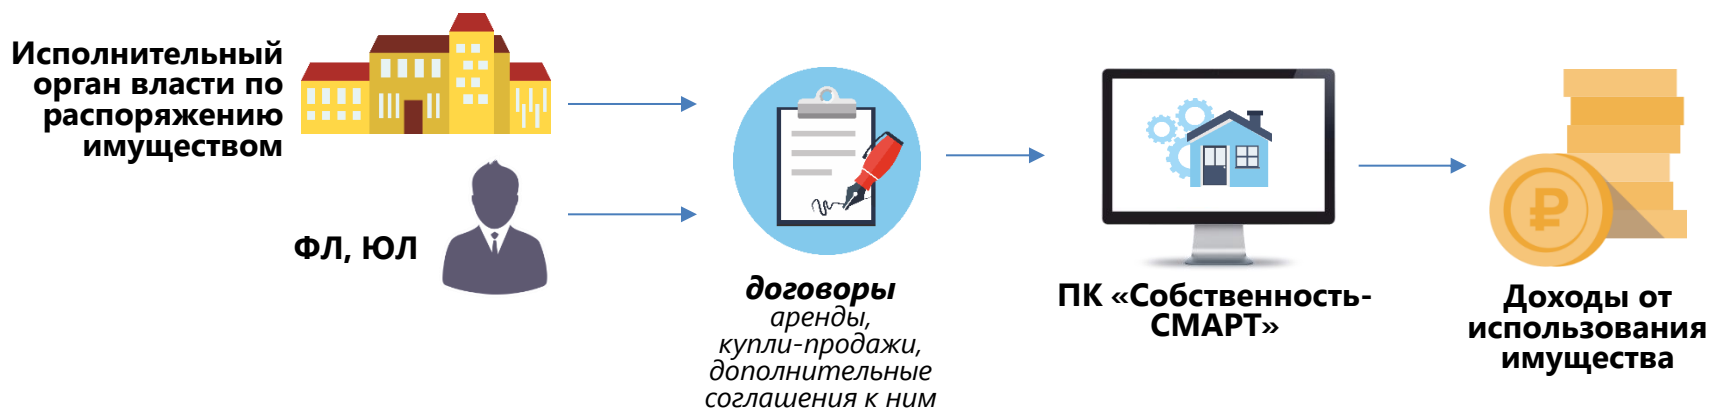 Исполнительный
орган власти по
распоряжению
имуществом
ФЛ, ЮЛ
договоры
аренды,
купли-продажи,
дополнительные
соглашения к ним
ПК «Собственность-
СМАРТ»
Доходы от
использования
имущества